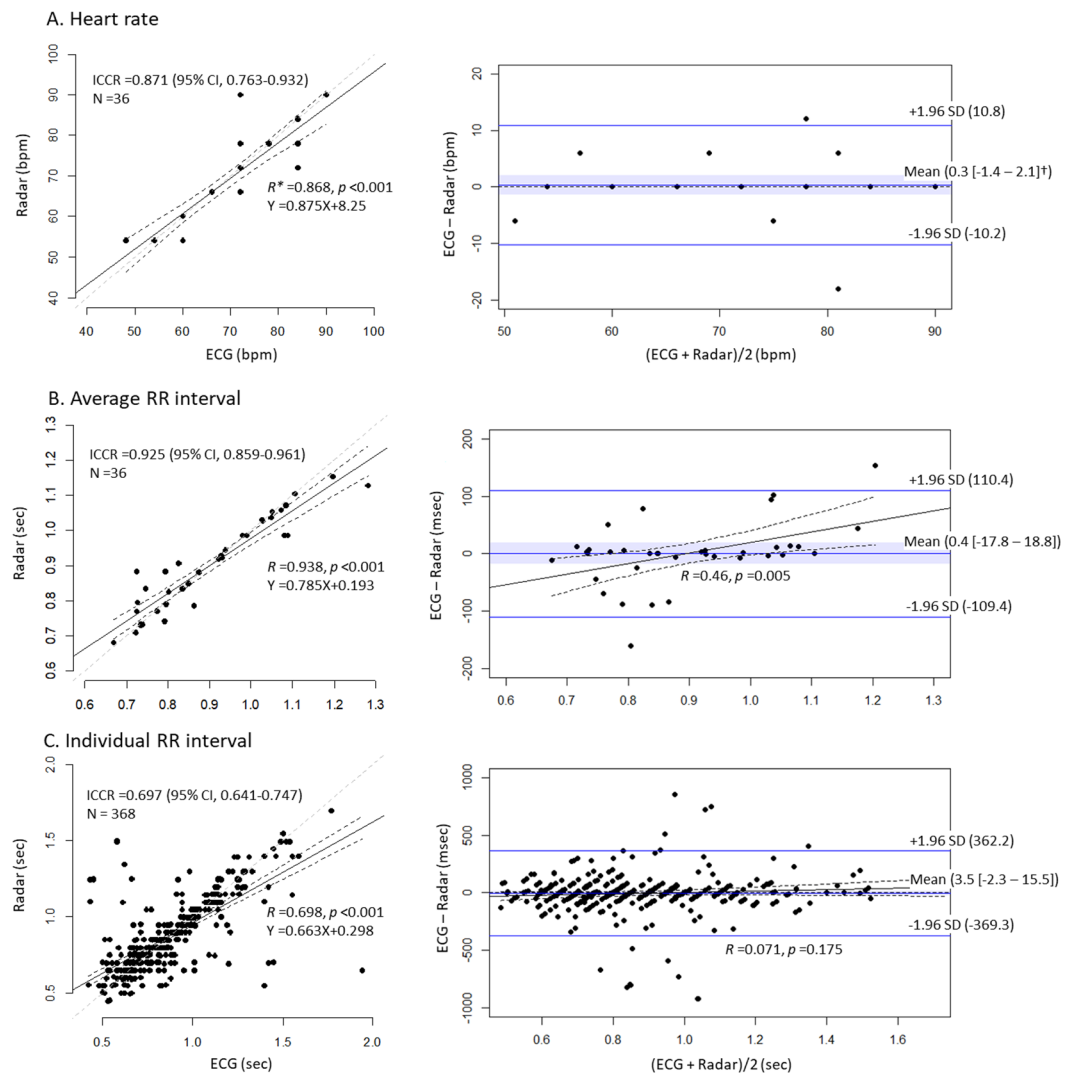 A. Heart rate
ICCR =0.871 (95% CI, 0.763-0.932)
N =36
R* =0.868, p <0.001
Y =0.875X+8.25
Radar (bpm)
40 50 60 70 80 90 100
40 50 60 70 80 90 100
ECG (bpm)
ECG – Radar (bpm)
-20 -10 0 10 20
+1.96 SD (10.8)
Mean (0.3 [-1.4 – 2.1]†)
-1.96 SD (-10.2)
50 60 70 80 90
(ECG + Radar)/2 (bpm)
B. Average RR interval
ICCR =0.925 (95% CI, 0.859-0.961)
N =36
R =0.938, p <0.001
Y =0.785X+0.193
Radar (sec)
0.6 0.7 0.8 0.9 1.0 1.1 1.2 1.3
0.6 0.7 0.8 0.9 1.0 1.1 1.2 1.3
ECG – Radar (msec)
-200 -100 0 100 200
+1.96 SD (110.4)
Mean (0.4 [-17.8 – 18.8])
R =0.46, p =0.005
-1.96 SD (-109.4)
0.6 0.7 0.8 0.9 1.0 1.1 1.2 1.3
C. Individual RR interval
ICCR =0.697 (95% CI, 0.641-0.747)
N = 368
R =0.698, p <0.001
Y =0.663X+0.298
Radar (sec)
0.5 1.0 1.5 2.0
0.5 1.0 1.5 2.0
ECG (sec)
ECG – Radar (msec)
-1000 -500 0 500 1000
+1.96 SD (362.2)
Mean (3.5 [-2.3 – 15.5])
-1.96 SD (-369.3)
R =0.071, p =0.175
0.6 0.8 1.0 1.2 1.4 1.6
(ECG + Radar)/2 (sec)